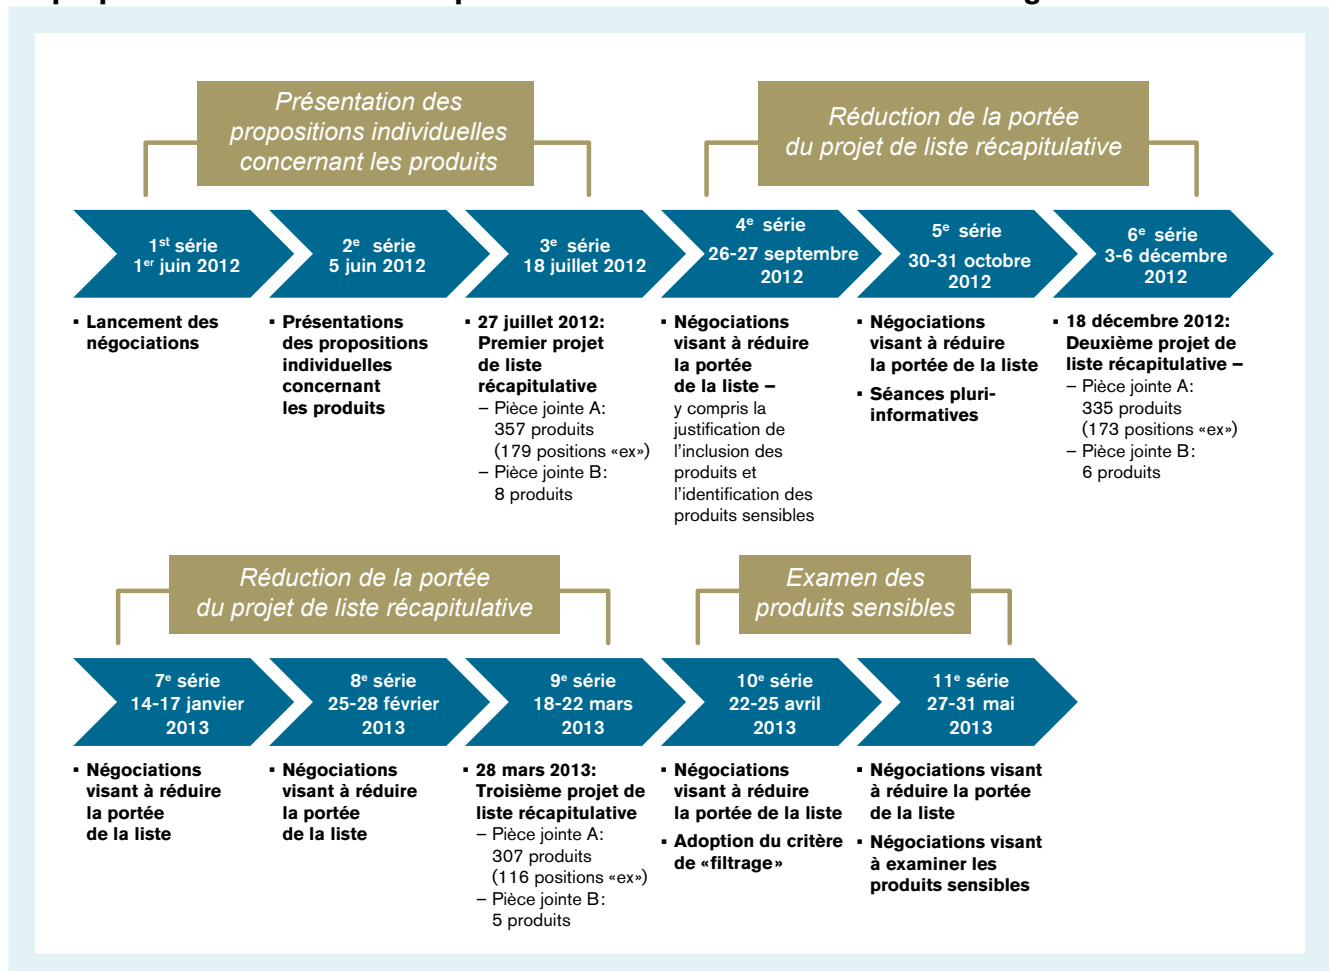 Présentation des
propositions individuelles
concernant les produits
Réduction de la portée
du projet de liste récapitulative
1st série
1er juin 2012
2e série
5 juin 2012
3e série
18 juillet 2012
4e série
26-27 septembre
2012
5e série
30-31 octobre
2012
6e série
3-6 décembre
2012
▪ Lancement des
négociations
▪ Présentations
des propositions
individuelles
concernant
les produits
▪ 27 juillet 2012:
Premier projet
de liste
récapitulative
– Pièce jointe A:
357 produits
(179 positions «ex»)
– Pièce jointe B:
8 produits
▪ Négociations
visant à réduire
la portée
de la liste –
y compris la
justification de
l'inclusion des
produits et
l'identification des
produits sensibles
▪ Négociations
visant à réduire
la portée de la liste
▪ Séances pluri-
informatives
▪ 18 décembre 2012:
Deuxième projet de
liste récapitulative –
– Pièce jointe A:
335 produits
(173 positions «ex»)
– Pièce jointe B:
6 produits
Réduction de la portée
du projet de liste récapitulative
Examen des
produits sensibles
7e série
14-17 janvier
2013
8e série
25-28 février
2013
9e série
18-22 mars
2013
10e série
22-25 avril
2013
11e série
27-31 mai
2013
▪ Négociations
visant à réduire
la portée
de la liste
▪ Négociations
visant à réduire
la portée
de la liste
▪ 28 mars 2013:
Troisième projet de
liste récapitulative
– Pièce jointe A:
307 produits
(116 positions «ex»)
– Pièce jointe B:
5 produits
▪ Négociations
visant à réduire
la portée de la liste
▪ Adoption du critère
de «filtrage»
▪ Négociations visant
à réduire la portée
de la liste
▪ Négociations visant
à examiner les
produits sensibles